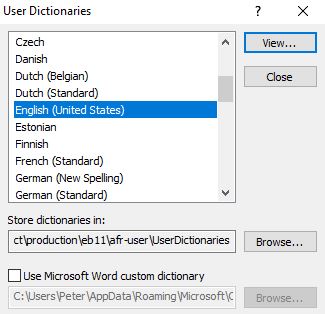 User Dictionaries
?
View...
Czech
Danish
Dutch (Belgian)
Close
Dutch (Standard)
English (United States)
Estonian
Finnish
French (Standard)
German (New Spelling)
German (Standard)
Store dictionaries in:
ct\production\eb11\afr-user\UserDictionaries
Browse...
Use Microsoft Word custom dictionary
C:\Users\Peter\AppData\Roaming\Microsoft\
Browse...